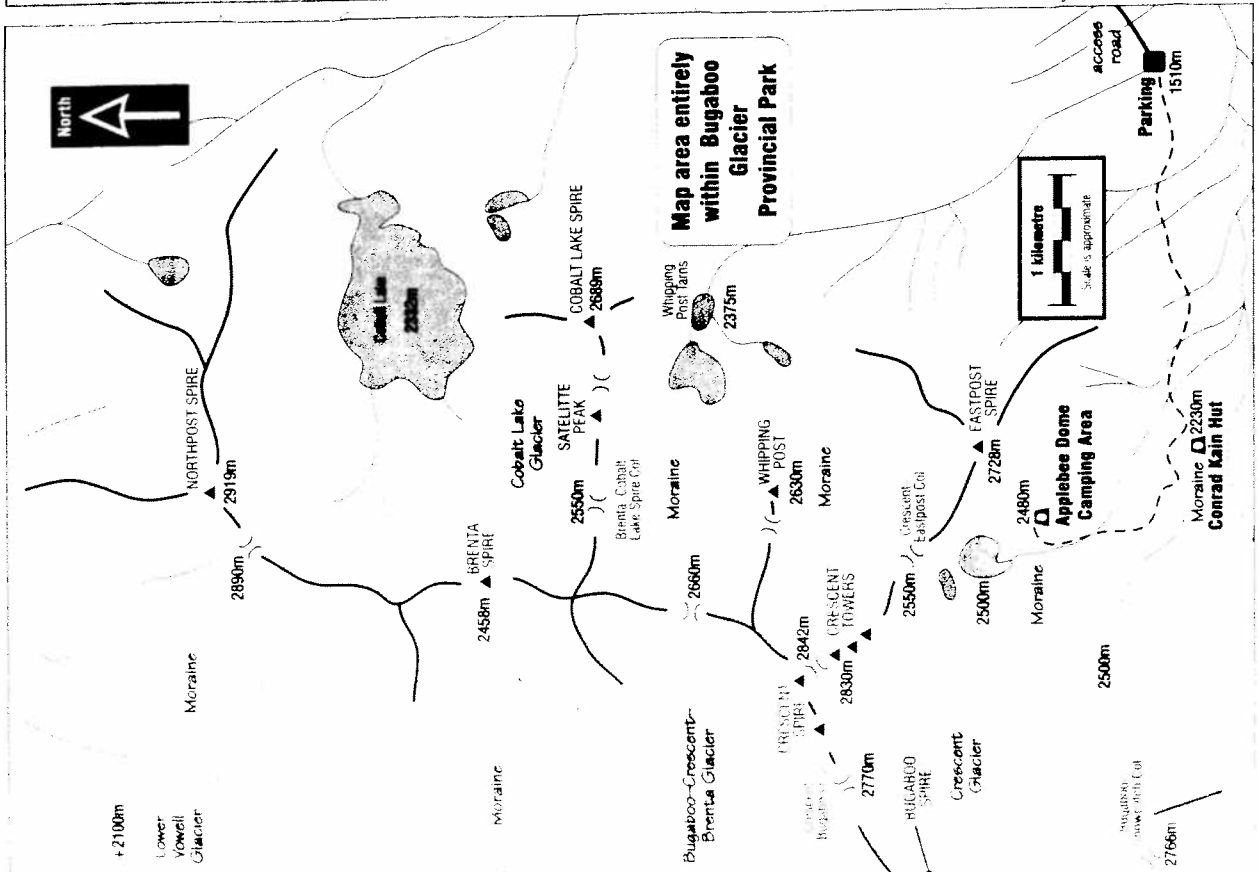 North
+2100m
Lower
Vowell
Glacier
Moraine
NORTHPOST SPIRE
2919m
2890m
Moraine
BRENTA
SPIRE
2458m
Cobalt Lake
2332m
Cobalt Lake
Glacier
SATELITTE
PEAK
COBALT LAKE SPIRE
2689m
2550m
Brenta Cobalt
Lake Spire Col
Map area entirely
within Bugaboo
Glacier
Provincial Park
Whipping
Post Tarns
2375m
Moraine
2660m
Bugaboo-Crescent-
Brenta Glacier
WHIPPING
POST
2630m
Moraine
CRESCENT
SPIRE
2842m
CRESCENT
TOWERS
2830m
2770m
BUGABOO
SPIRE
Crescent
Glacier
Crescent
Eastpost Col
2550m
EASTPOST
SPIRE
2728m
2500m
Moraine
2480m
Applebee Dome
Camping Area
2500m
1 kilometre
Scale is approximate
access
road
Parking
1510m
Moraine
2230m
Conrad Kain Hut
2766m